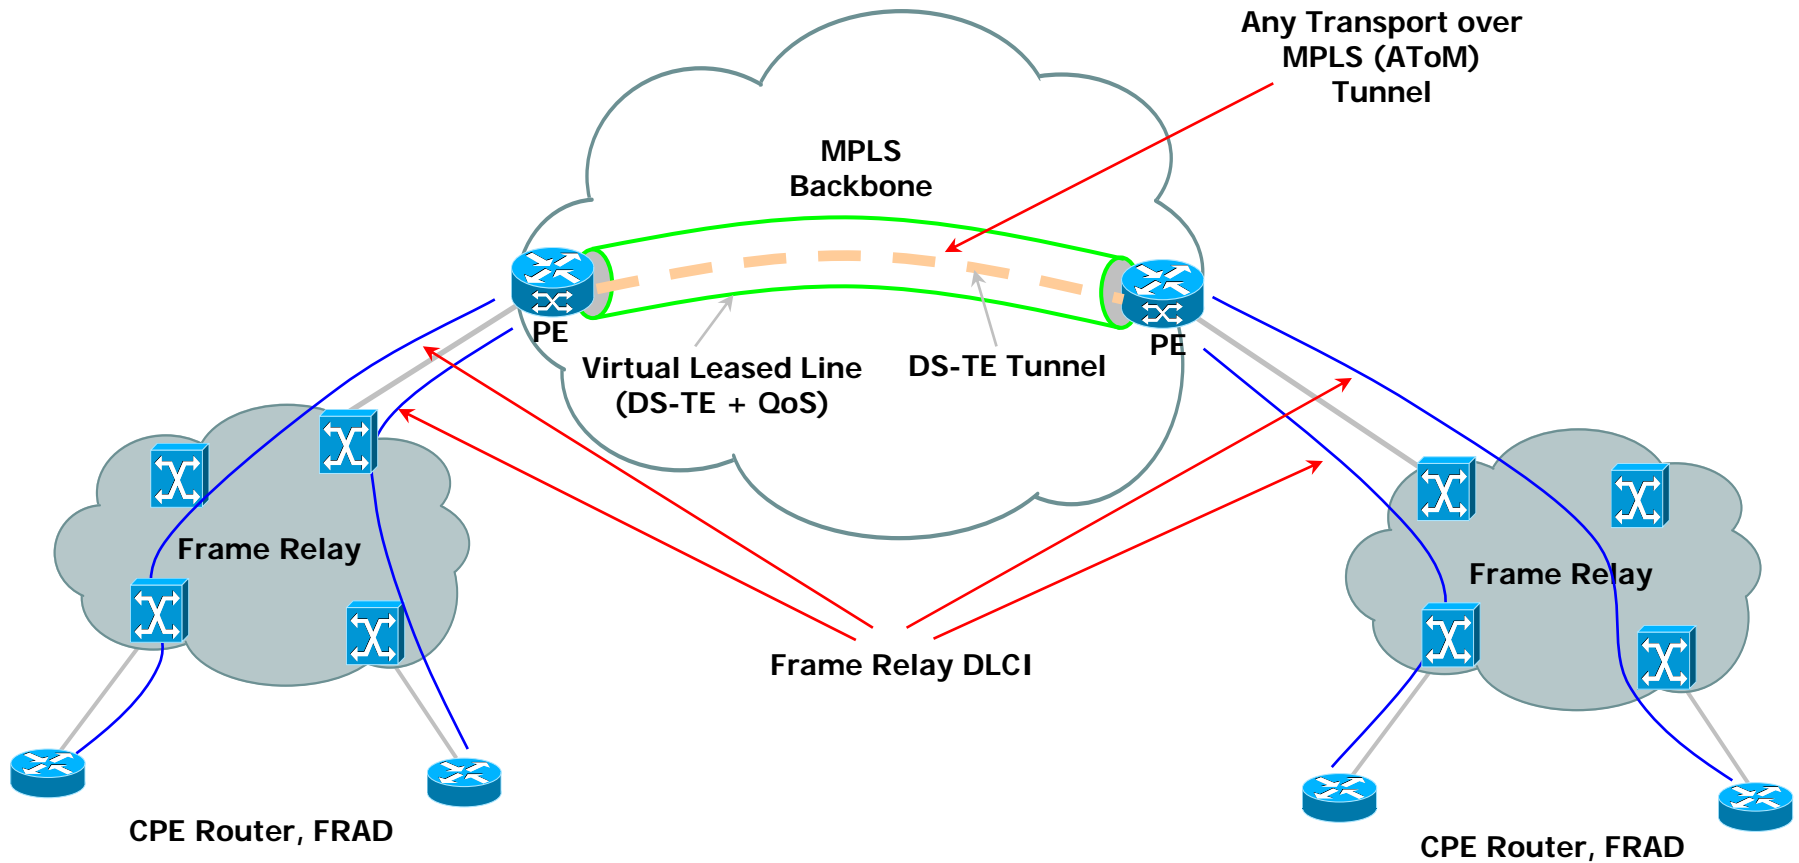 Any Transport over
MPLS (AToM)
Tunnel
MPLS
Backbone
PE
PE
Virtual Leased Line
(DS-TE + QoS)
DS-TE Tunnel
Frame Relay
Frame Relay
Frame Relay DLCI
CPE Router, FRAD
CPE Router, FRAD